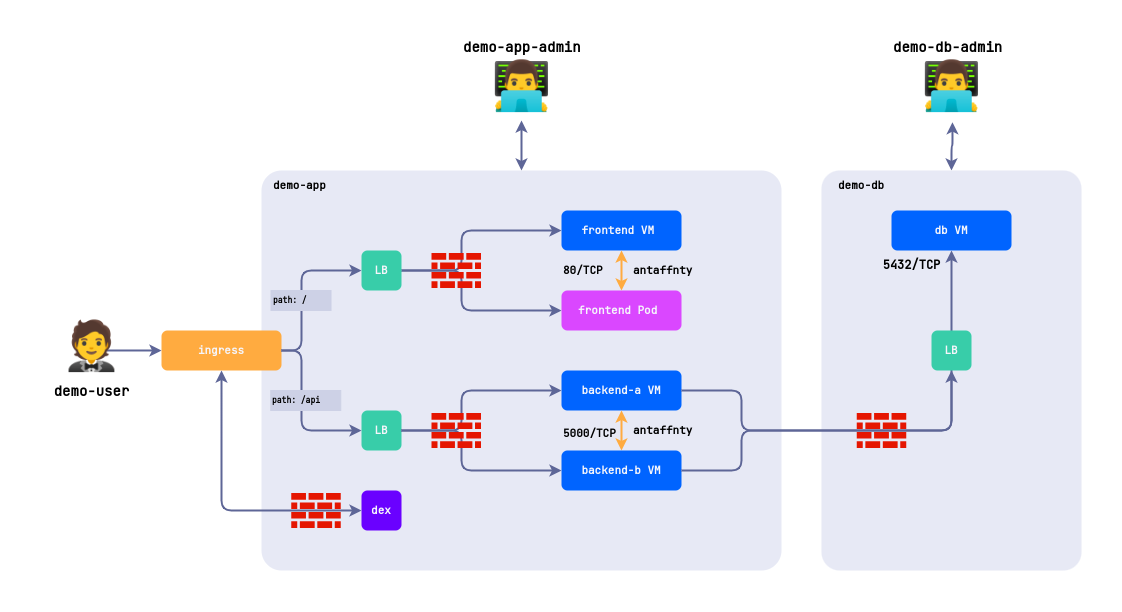 demo-app-admin
demo-db-admin
demo-app
demo-db
frontend VM
db VM
LB
80/TCP
antaffnty
5432/TCP
path: /
frontend Pod
ingress
LB
demo-user
backend-a VM
path: /api
LB
5000/TCP
antaffnty
backend-b VM
dex